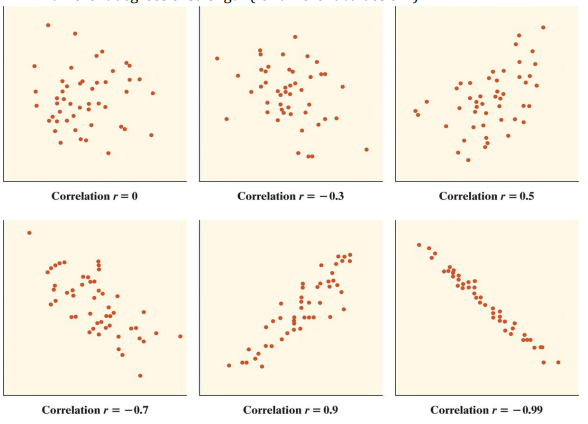 Correlation r = 0
Correlation r = −0.3
Correlation r = 0.5
Correlation r = −0.7
Correlation r = 0.9
Correlation r = −0.99